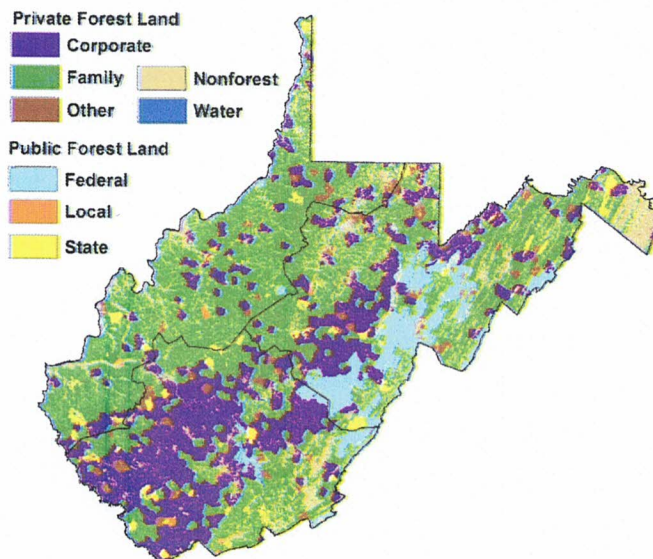 Private Forest Land
Corporate
Family
Nonforest
Other
Water
Public Forest Land
Federal
Local
State